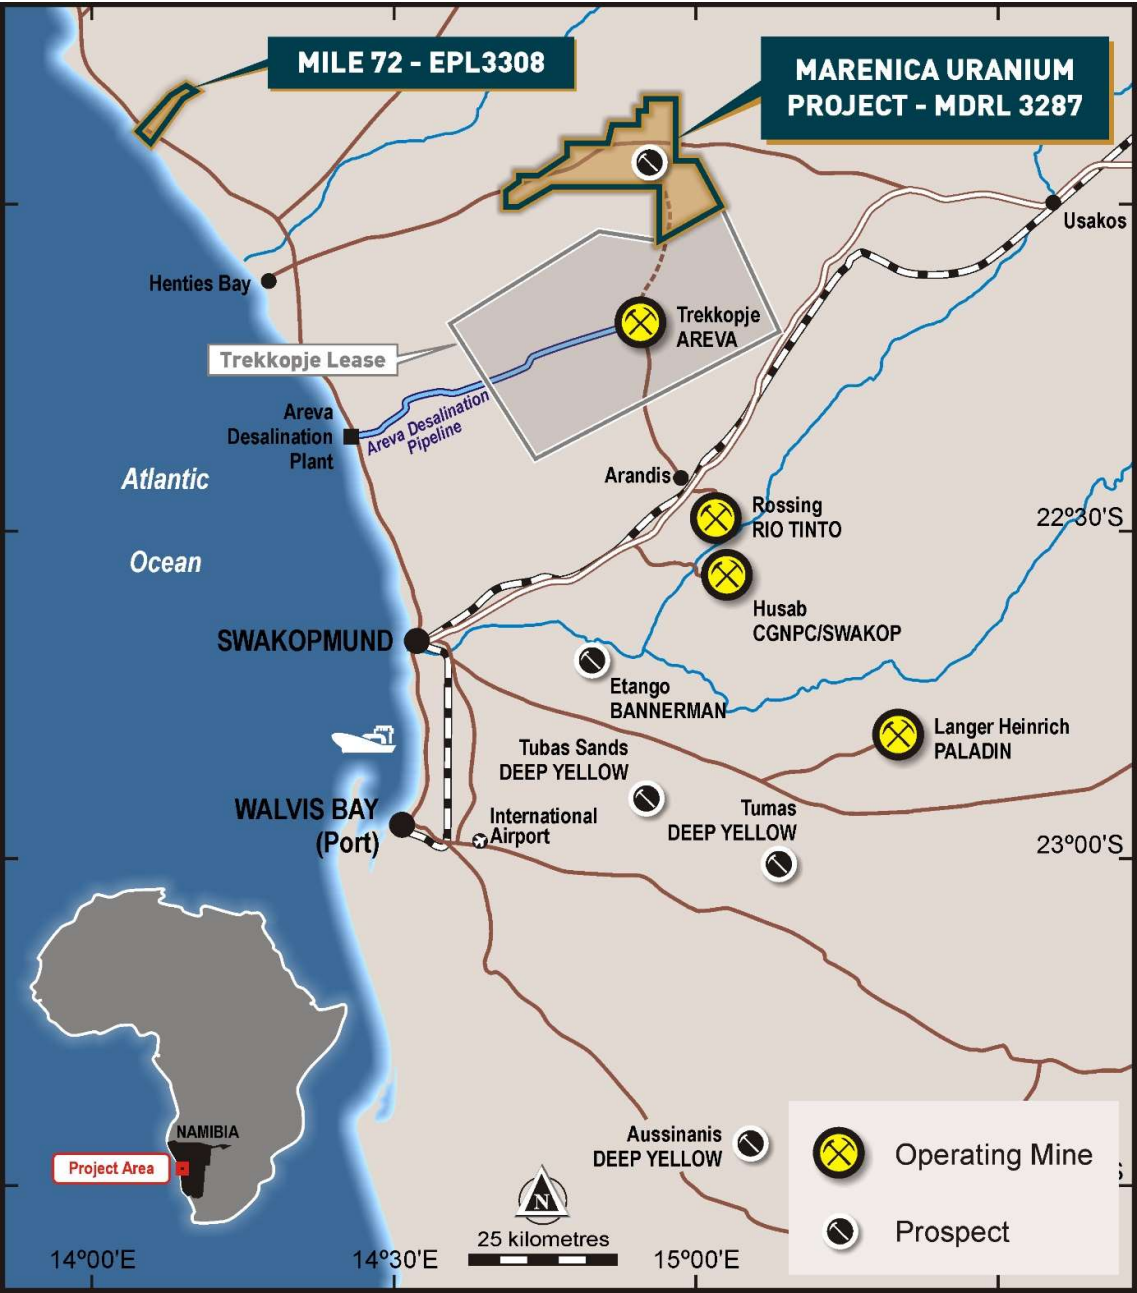 MILE 72 - EPL3308
MARENICA URANIUM
PROJECT - MDRL 3287
Usakos
Henties Bay
Trekkopje
AREVA
Trekkopje Lease
Areva
Desalination
Plant
Areva Desalination
Pipeline
Atlantic
Ocean
Arandis
Rossing
RIO TINTO
22°30'S
Husab
CGNPC/SWAKOP
SWAKOPMUND
Etango
BANNERMAN
Langer Heinrich
PALADIN
Tubas Sands
DEEP YELLOW
WALVIS BAY
(Port)
International
Airport
Tumas
DEEP YELLOW
23°00'S
NAMIBIA
Project Area
Aussinanis
DEEP YELLOW
Operating Mine
Prospect
N
25 kilometres
14°00'E
14°30'E
15°00'E